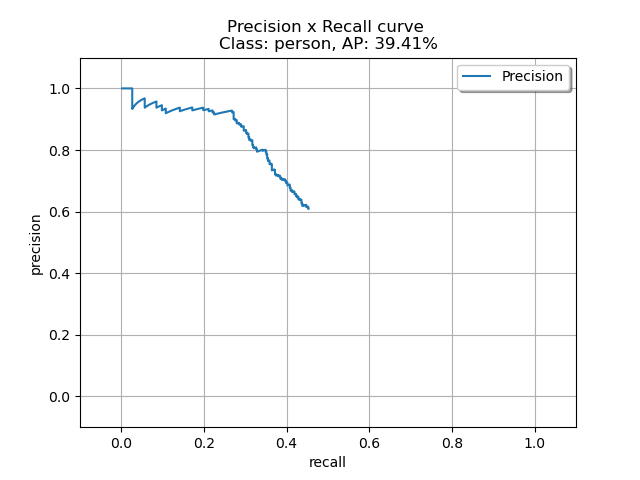 Precision x Recall curve
Class: person, AP: 39.41%
Precision
1.0
0.8
0.6
0.4
0.2
0.0
precision
0.0 0.2 0.4 0.6 0.8 1.0
recall